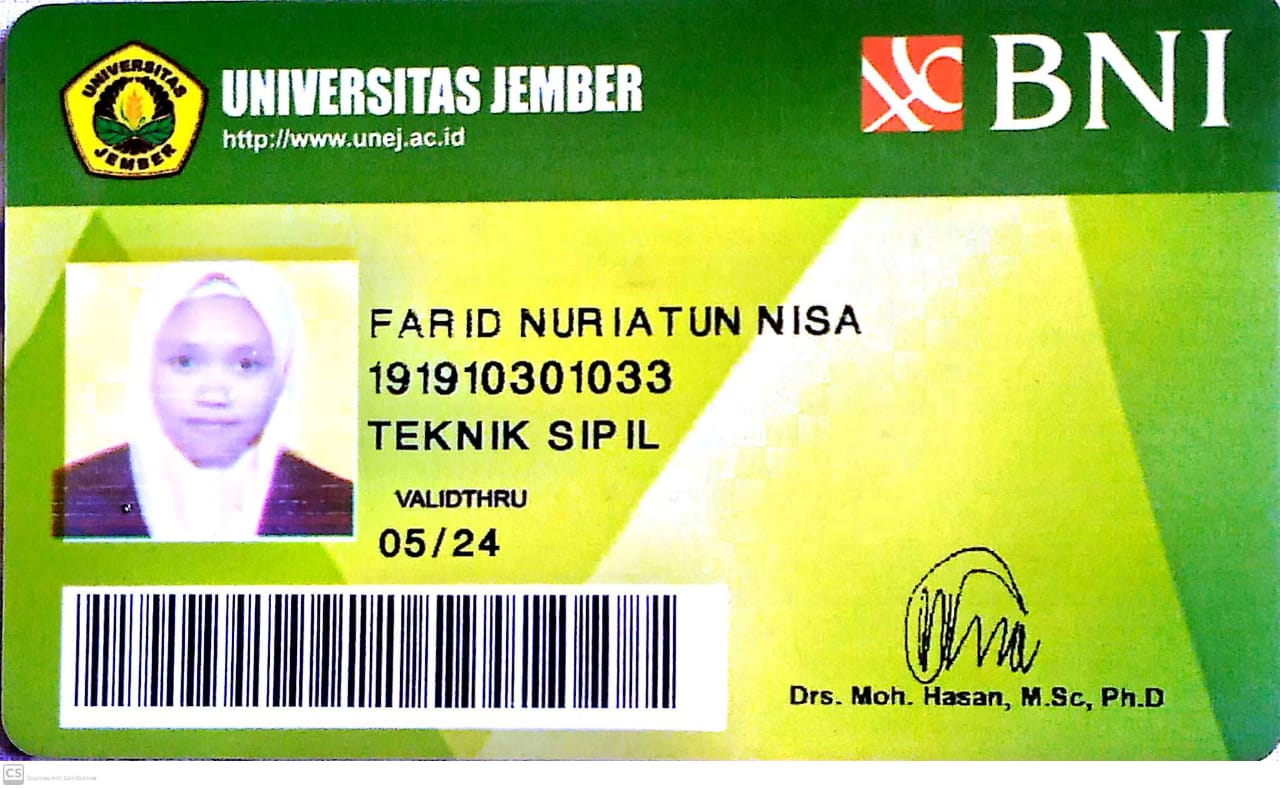 UNIVERSITAS JEMBER
UNIVERSITAS JEMBER
http://www.unej.ac.id
BNI
FARID NURIATUN NISA
191910301033
TEKNIK SIPIL
VALIDTHRU
05/24
Drs. Moh. Hasan, M.Sc, Ph.D
CS Scanned with CamScanner